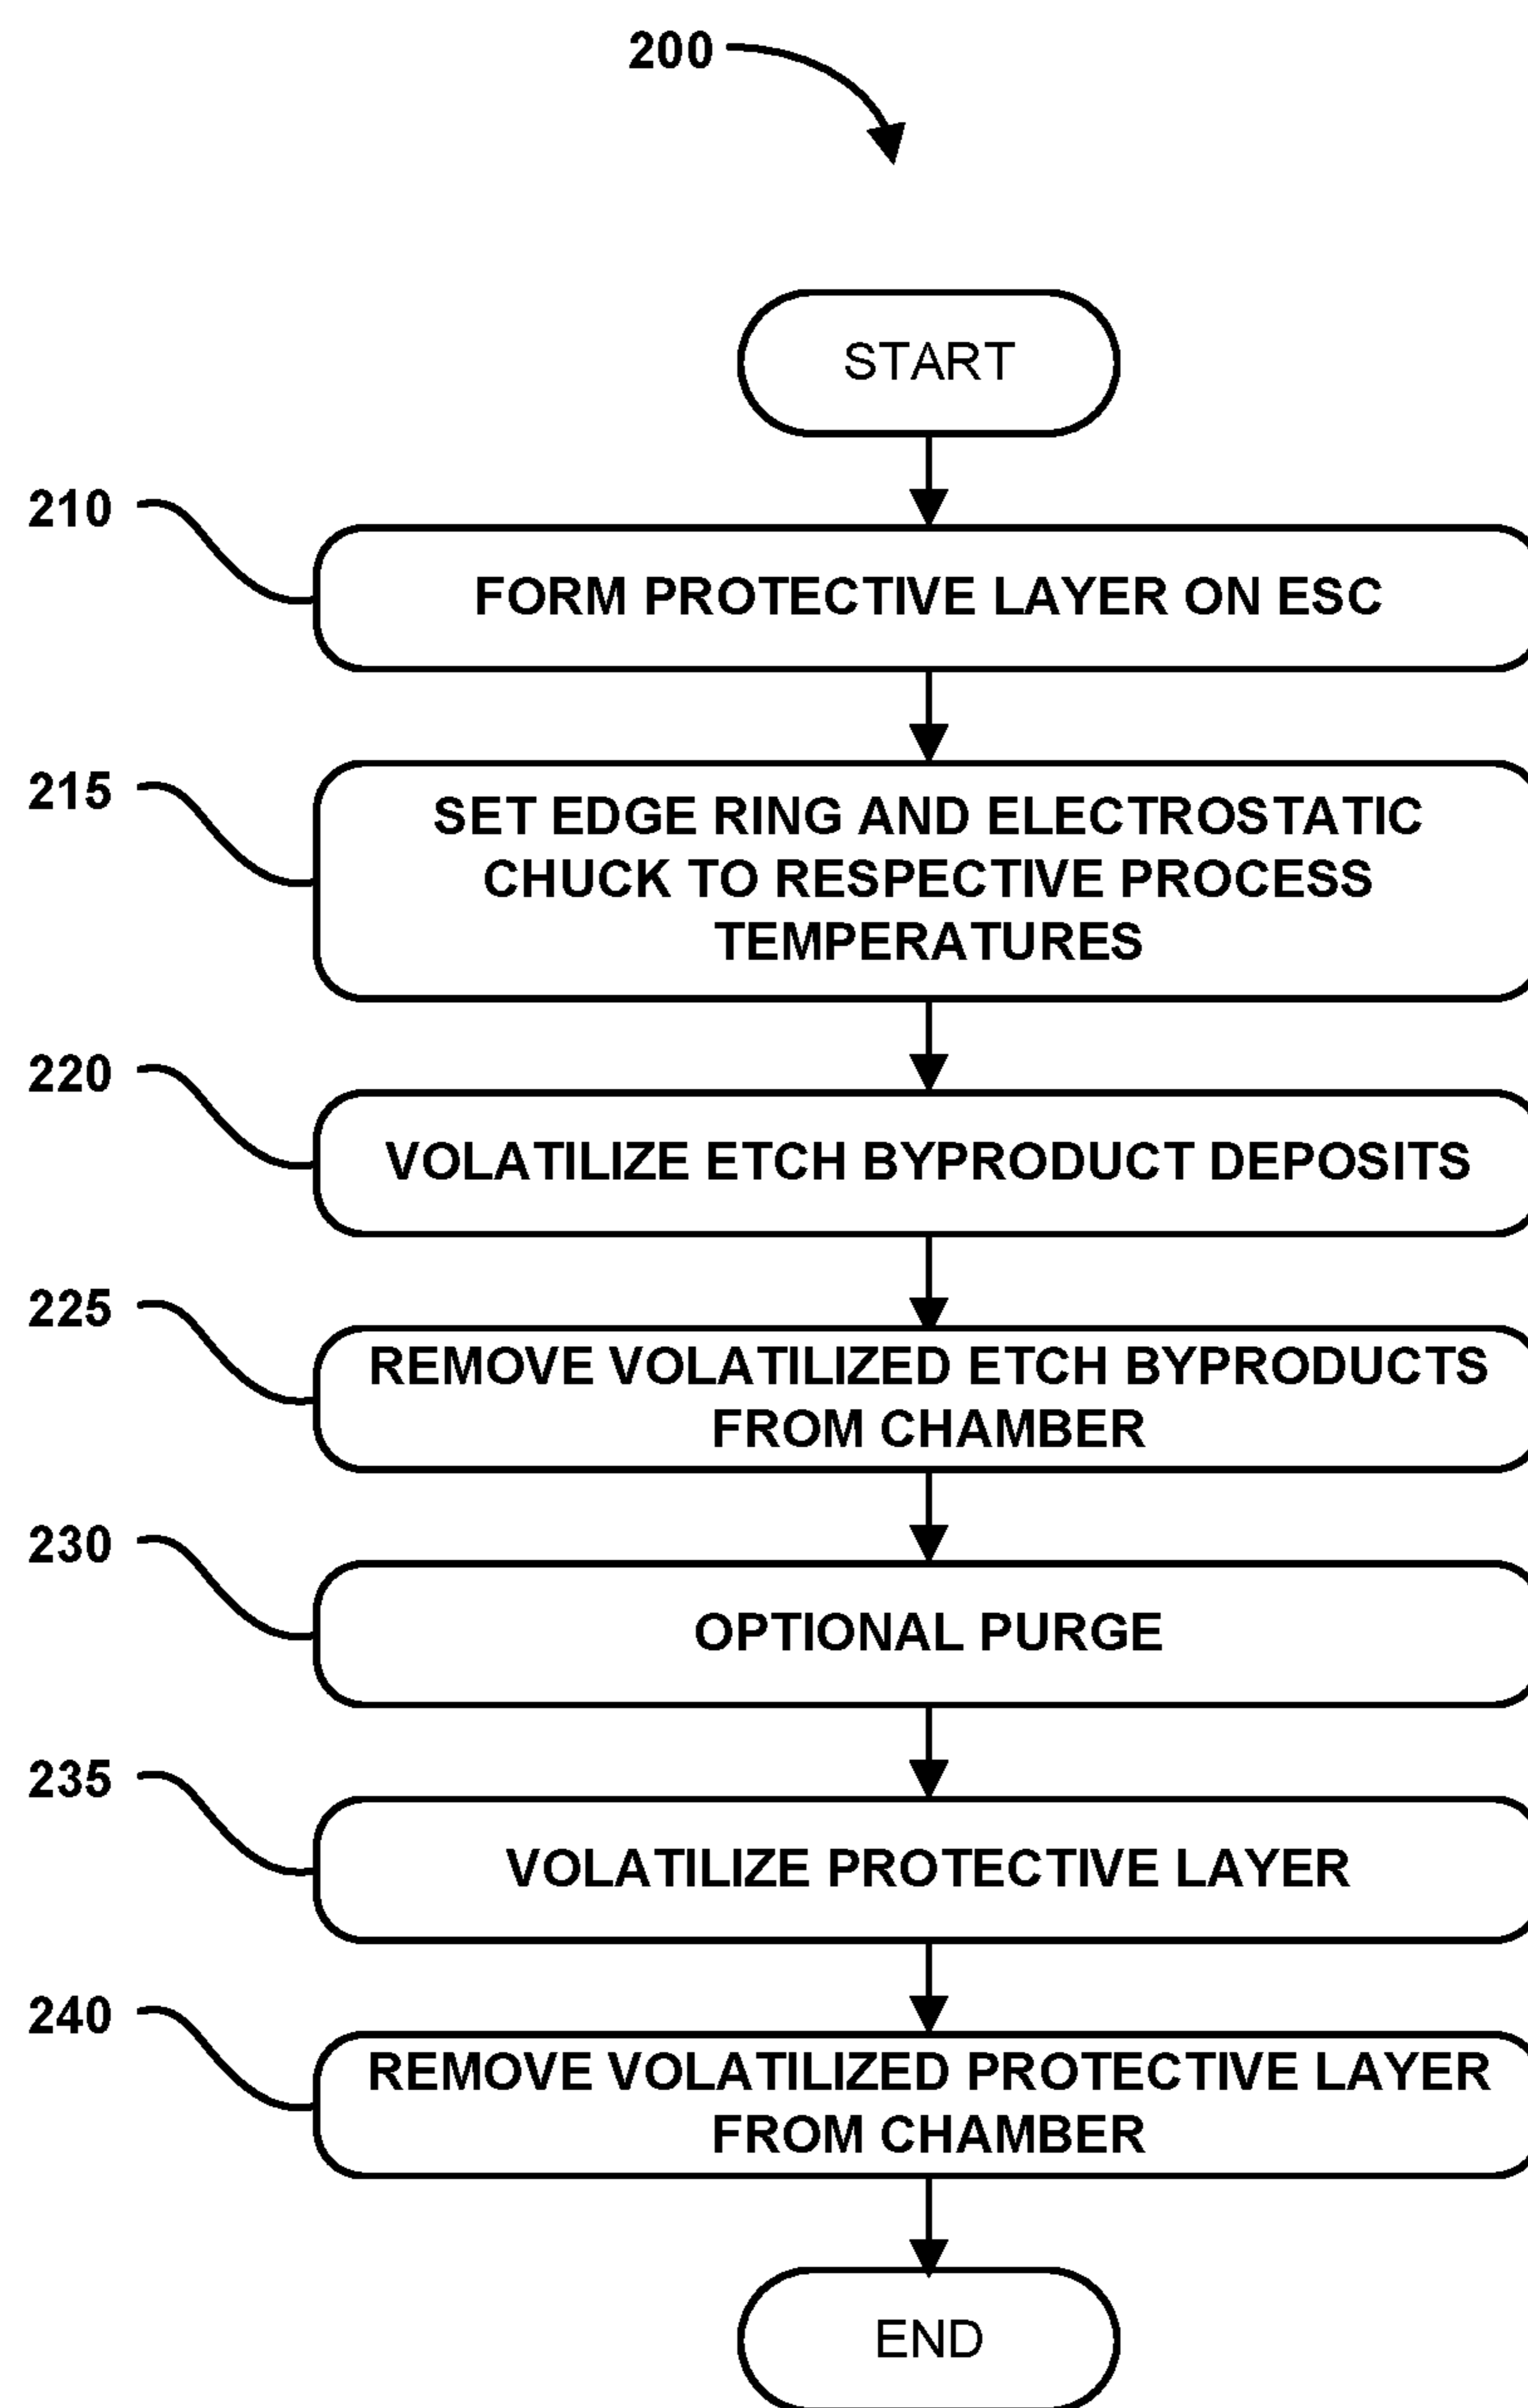 200
START
210
FORM PROTECTIVE LAYER ON ESC
215
SET EDGE RING AND ELECTROSTATIC
CHUCK TO RESPECTIVE PROCESS
TEMPERATURES
220
VOLATILIZE ETCH BYPRODUCT DEPOSITS
225
REMOVE VOLATILIZED ETCH BYPRODUCTS
FROM CHAMBER
230
OPTIONAL PURGE
235
VOLATILIZE PROTECTIVE LAYER
240
REMOVE VOLATILIZED PROTECTIVE LAYER
FROM CHAMBER
END